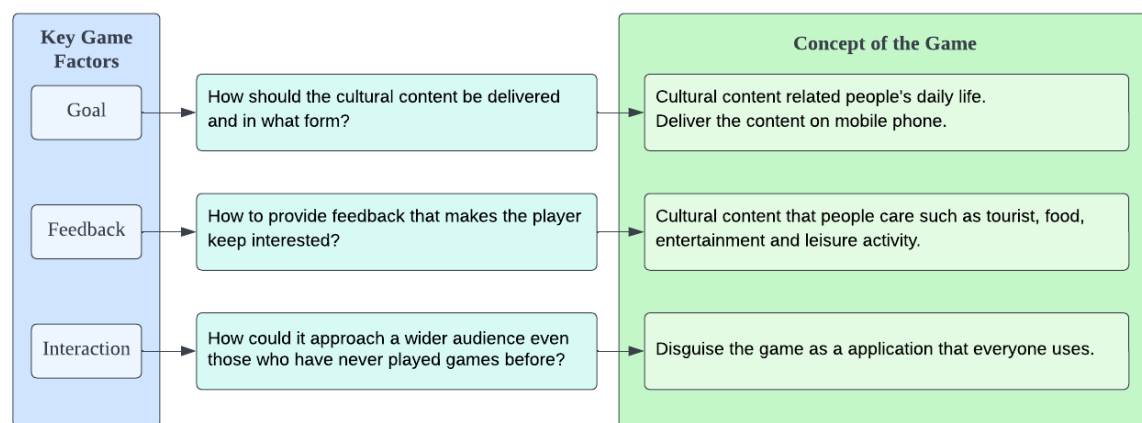 Key Game
Factors
Concept of the Game
Goal
How should the cultural content be delivered
and in what form?
Cultural content related people's daily life.
Deliver the content on mobile phone.
Feedback
How to provide feedback that makes the player
keep interested?
Cultural content that people care such as tourist, food,
entertainment and leisure activity.
Interaction
How could it approach a wider audience even
those who have never played games before?
Disguise the game as a application that everyone uses.